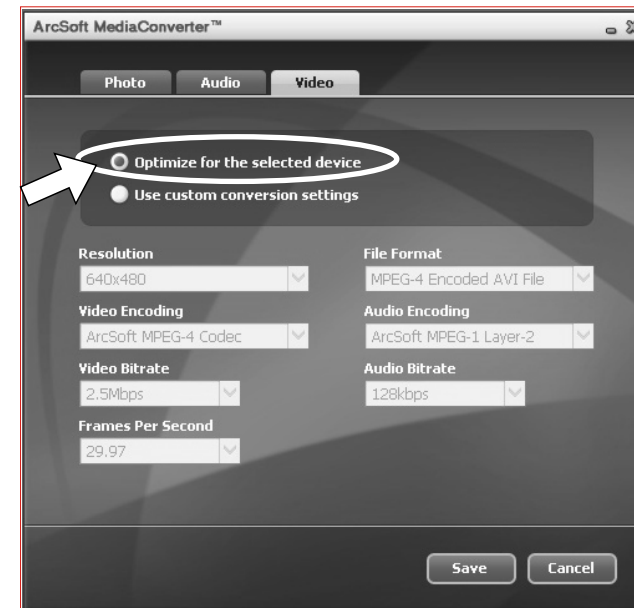 ArcSoft MediaConverter™
Photo Audio Video
Optimize for the selected device
Use custom conversion settings
Resolution File Format
640x480 MPEG-4 Encoded AVI File
Video Encoding Audio Encoding
ArcSoft MPEG-4 Codec ArcSoft MPEG-1 Layer-2
Video Bitrate Audio Bitrate
2.5Mbps 128kbps
Frames Per Second
29.97
Save Cancel